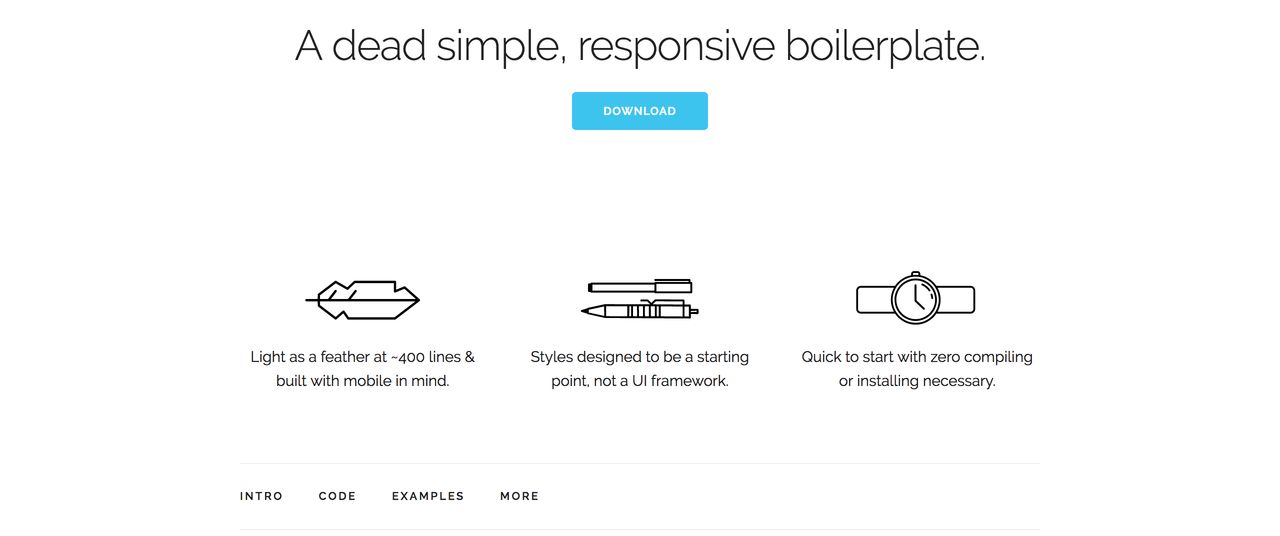 A dead simple, responsive boilerplate.
DOWNLOAD
Light as a feather at ~400 lines &
built with mobile in mind.
Styles designed to be a starting
point, not a UI framework.
Quick to start with zero compiling
or installing necessary.
INTRO CODE EXAMPLES MORE